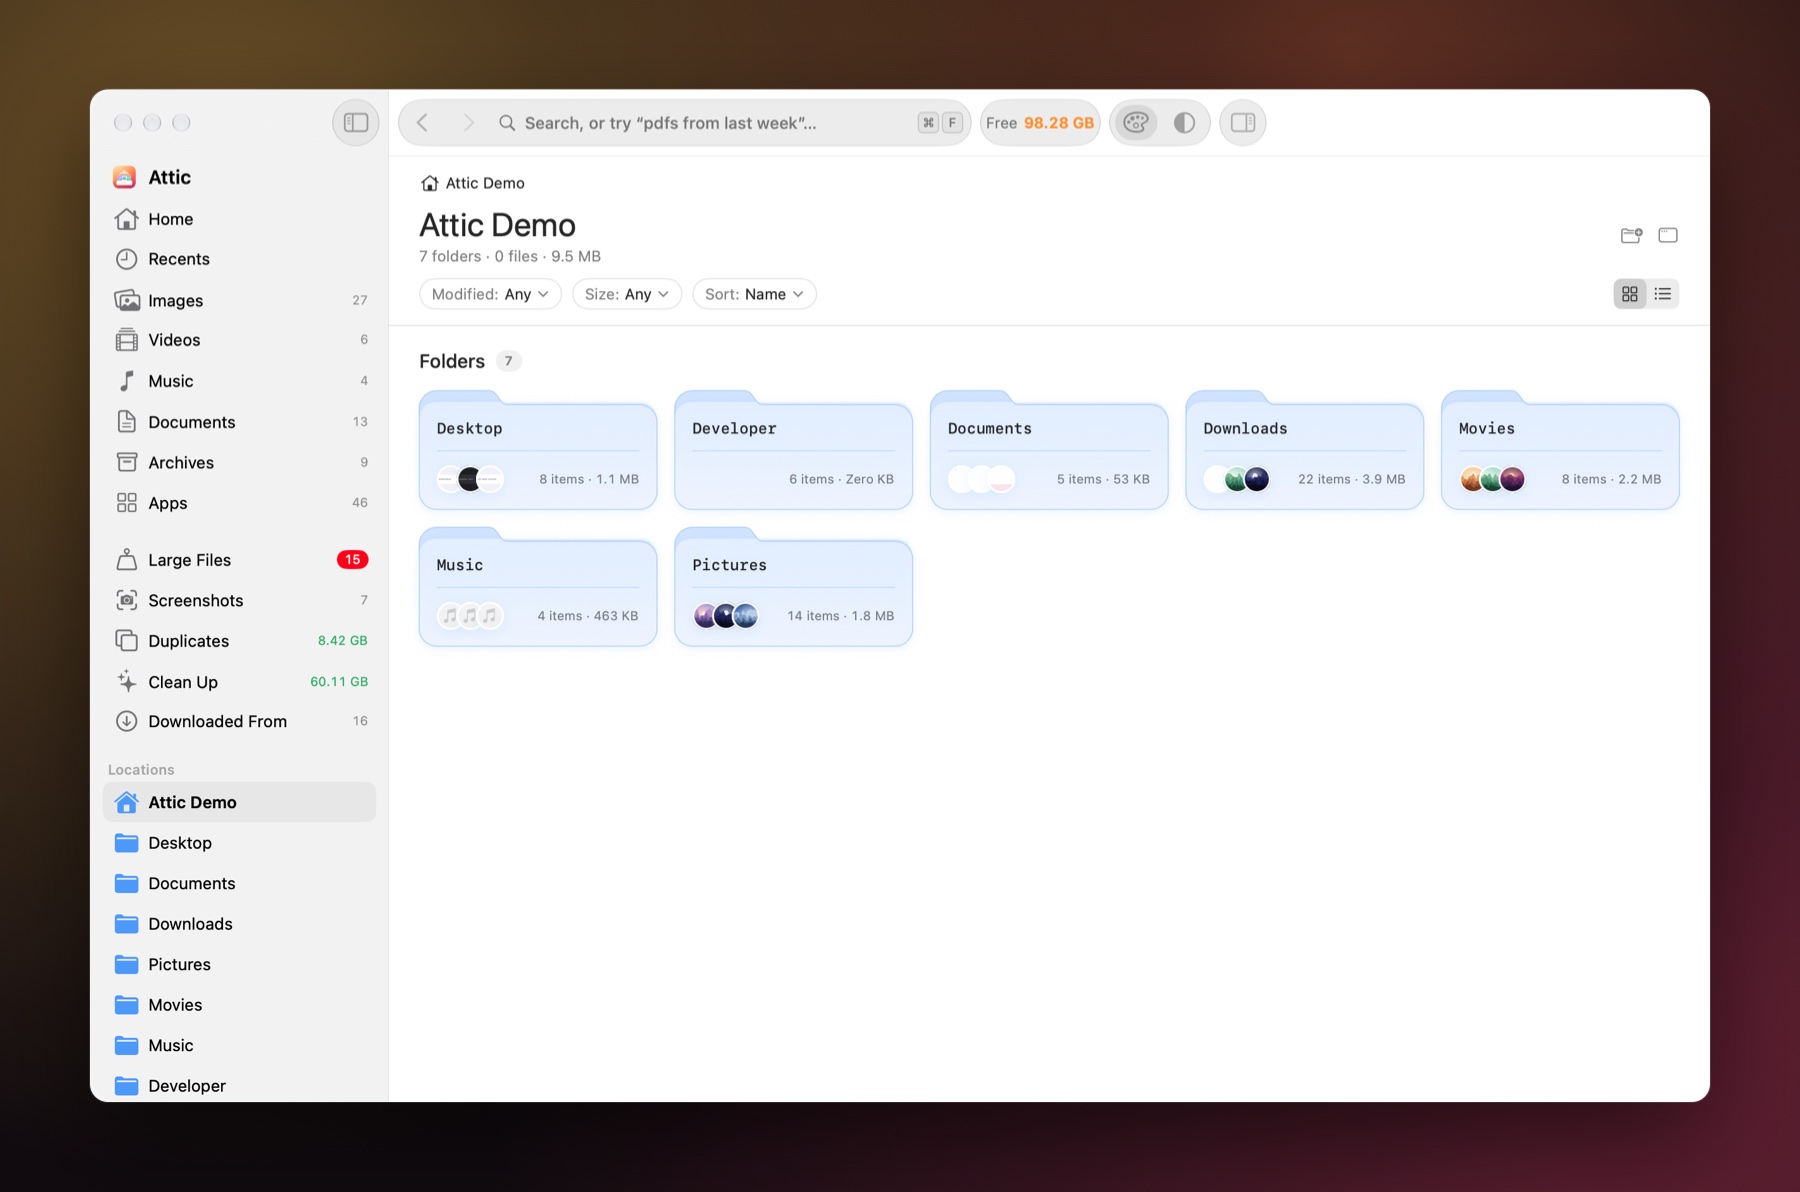 Attic
Home
Recents
Images 27
Videos 6
Music 4
Documents 13
Archives 9
Apps 46
Large Files 15
Screenshots 7
Duplicates 8.42 GB
Clean Up 60.11 GB
Downloaded From 16
Locations
Attic Demo
Desktop
Documents
Downloads
Pictures
Movies
Music
Developer
Search, or try “pdfs from last week”... ⌘ F
Free 98.28 GB
Attic Demo
Attic Demo
7 folders · 0 files · 9.5 MB
Modified: Any Size: Any Sort: Name
Folders 7
Desktop
8 items · 1.1 MB
Developer
6 items · Zero KB
Documents
5 items · 53 KB
Downloads
22 items · 3.9 MB
Movies
8 items · 2.2 MB
Music
4 items · 463 KB
Pictures
14 items · 1.8 MB